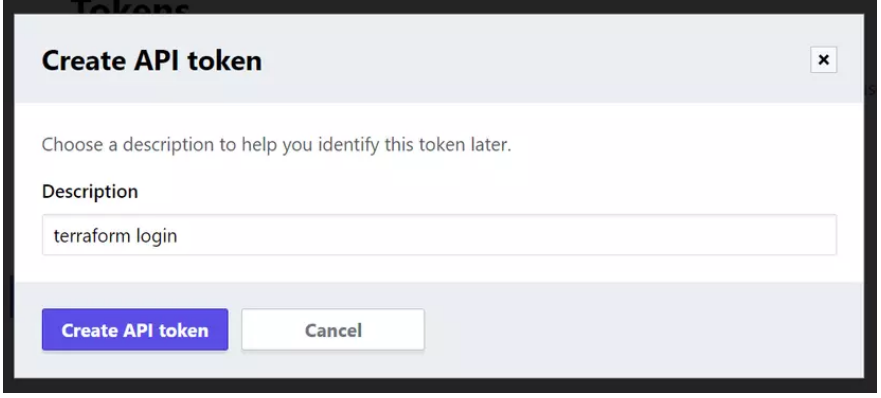 Tokens
Create API token
×
Choose a description to help you identify this token later.
Description
terraform login
Create API token
Cancel